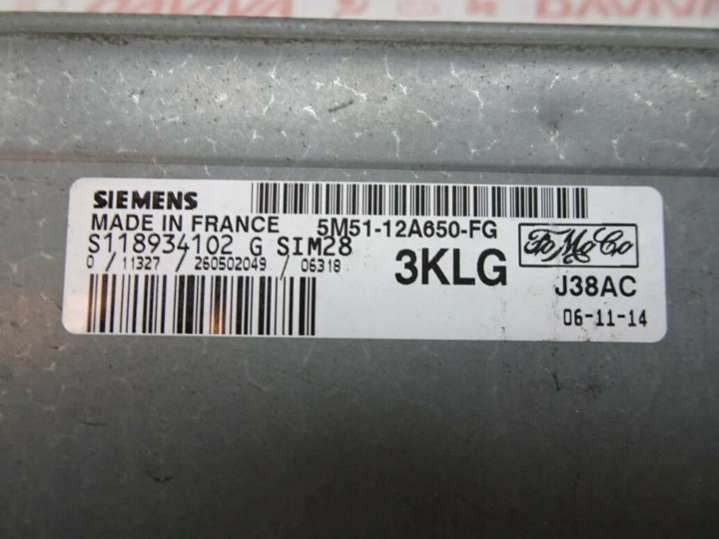 SIEMENS
MADE IN FRANCE 5M51-12A650-FG
S118934102 G SIM28
0 / 11327 / 260502049 / 06318
3KLG
FoMoCo
J38AC
06-11-14